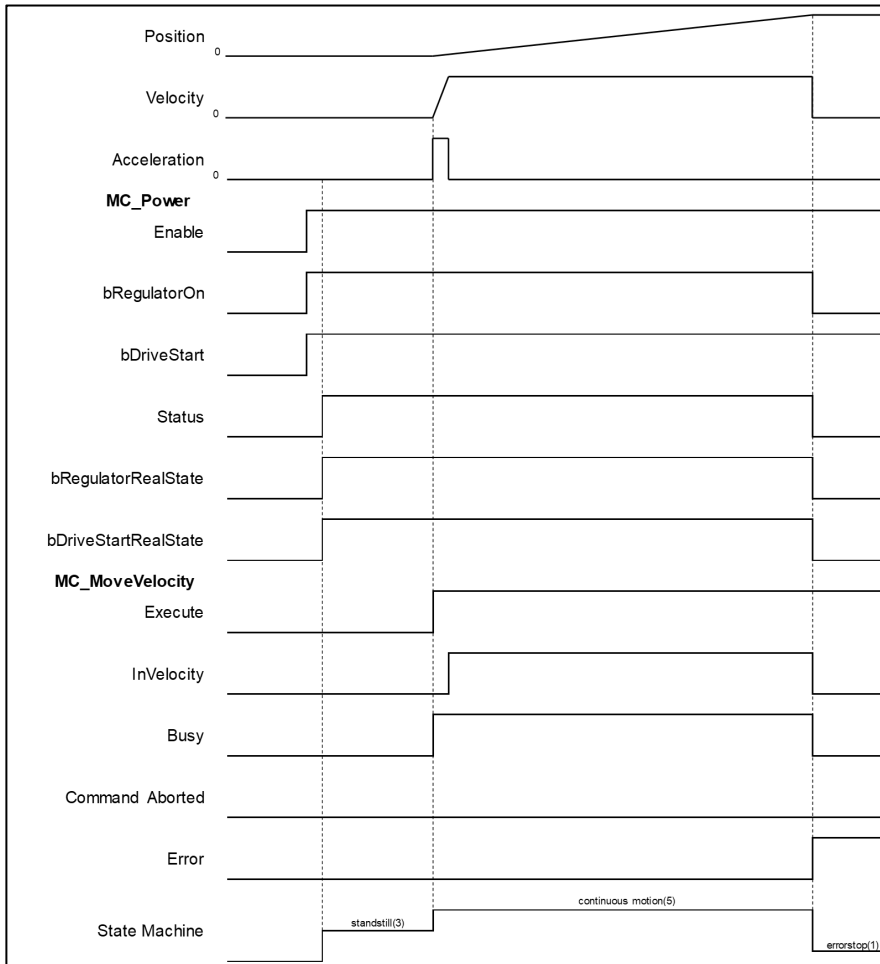 Position
0
Velocity
0
Acceleration
0
MC_Power
Enable
bRegulatorOn
bDriveStart
Status
bRegulatorRealState
bDriveStartRealState
MC_MoveVelocity
Execute
InVelocity
Busy
Command Aborted
Error
State Machine
standstill(3)
continuous motion(5)
errorstop(1)